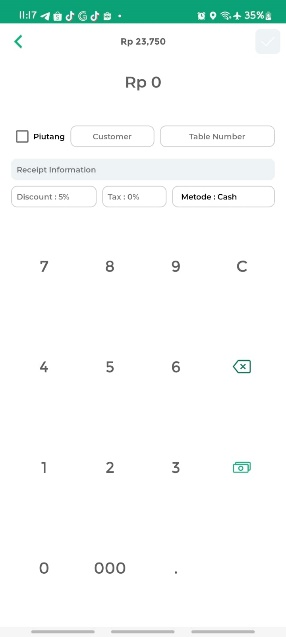 11:17
35%
Rp 23,750
Rp 0
Piutang Customer Table Number
Receipt Information
Discount : 5% Tax : 0% Metode : Cash
7 8 9 C
4 5 6
1 2 3
0 000 .